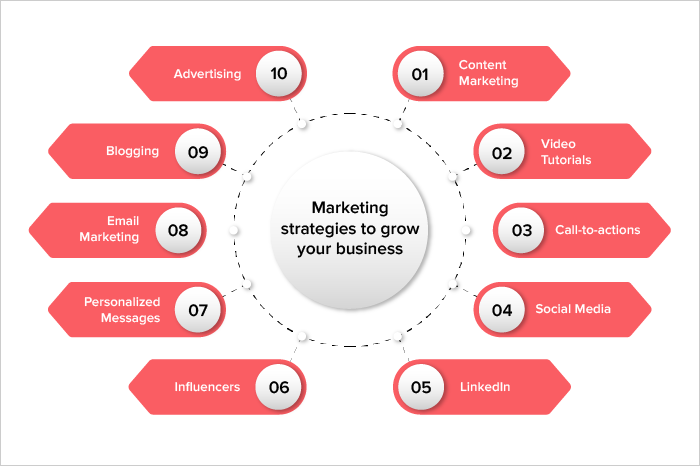 Marketing
strategies to grow
your business
01
Content
Marketing
02
Video
Tutorials
03
Call-to-actions
04
Social Media
05
LinkedIn
06
Influencers
07
Personalized
Messages
08
Email
Marketing
09
Blogging
10
Advertising